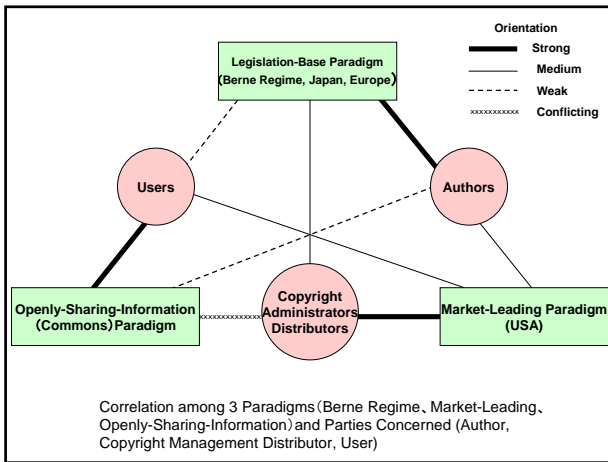 Orientation
Strong
Medium
Weak
Conflicting
Legislation-Base Paradigm
(Berne Regime, Japan, Europe)
Users
Authors
Openly-Sharing-Information
(Commons)Paradigm
Copyright
Administrators
Distributors
Market-Leading Paradigm
(USA)
Correlation among 3 Paradigms(Berne Regime、Market-Leading、
Openly-Sharing-Information)and Parties Concerned (Author,
Copyright Management Distributor, User)